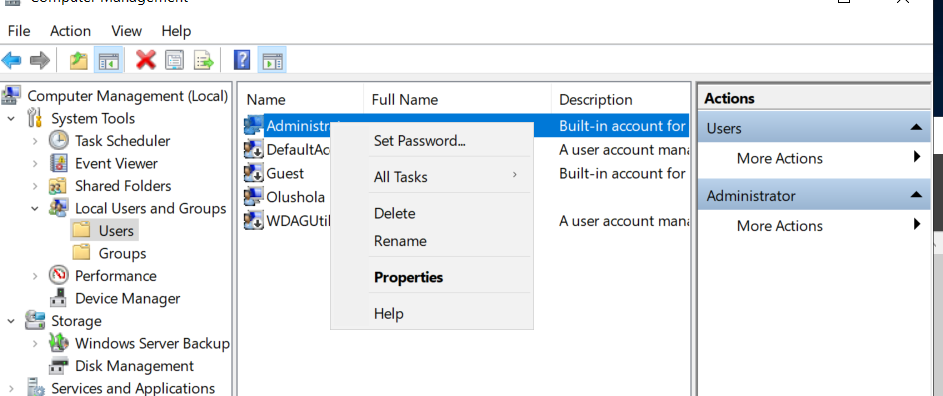 Computer Management
File Action View Help
Computer Management (Local)
System Tools
Task Scheduler
Event Viewer
Shared Folders
Local Users and Groups
Users
Groups
Performance
Device Manager
Storage
Windows Server Backup
Disk Management
Services and Applications
Name Full Name Description
Administrat Built-in account for
DefaultAc A user account mana
Guest Built-in account for
Olushola
WDAGUtil A user account mana
Set Password...
All Tasks
Delete
Rename
Properties
Help
Actions
Users
More Actions
Administrator
More Actions